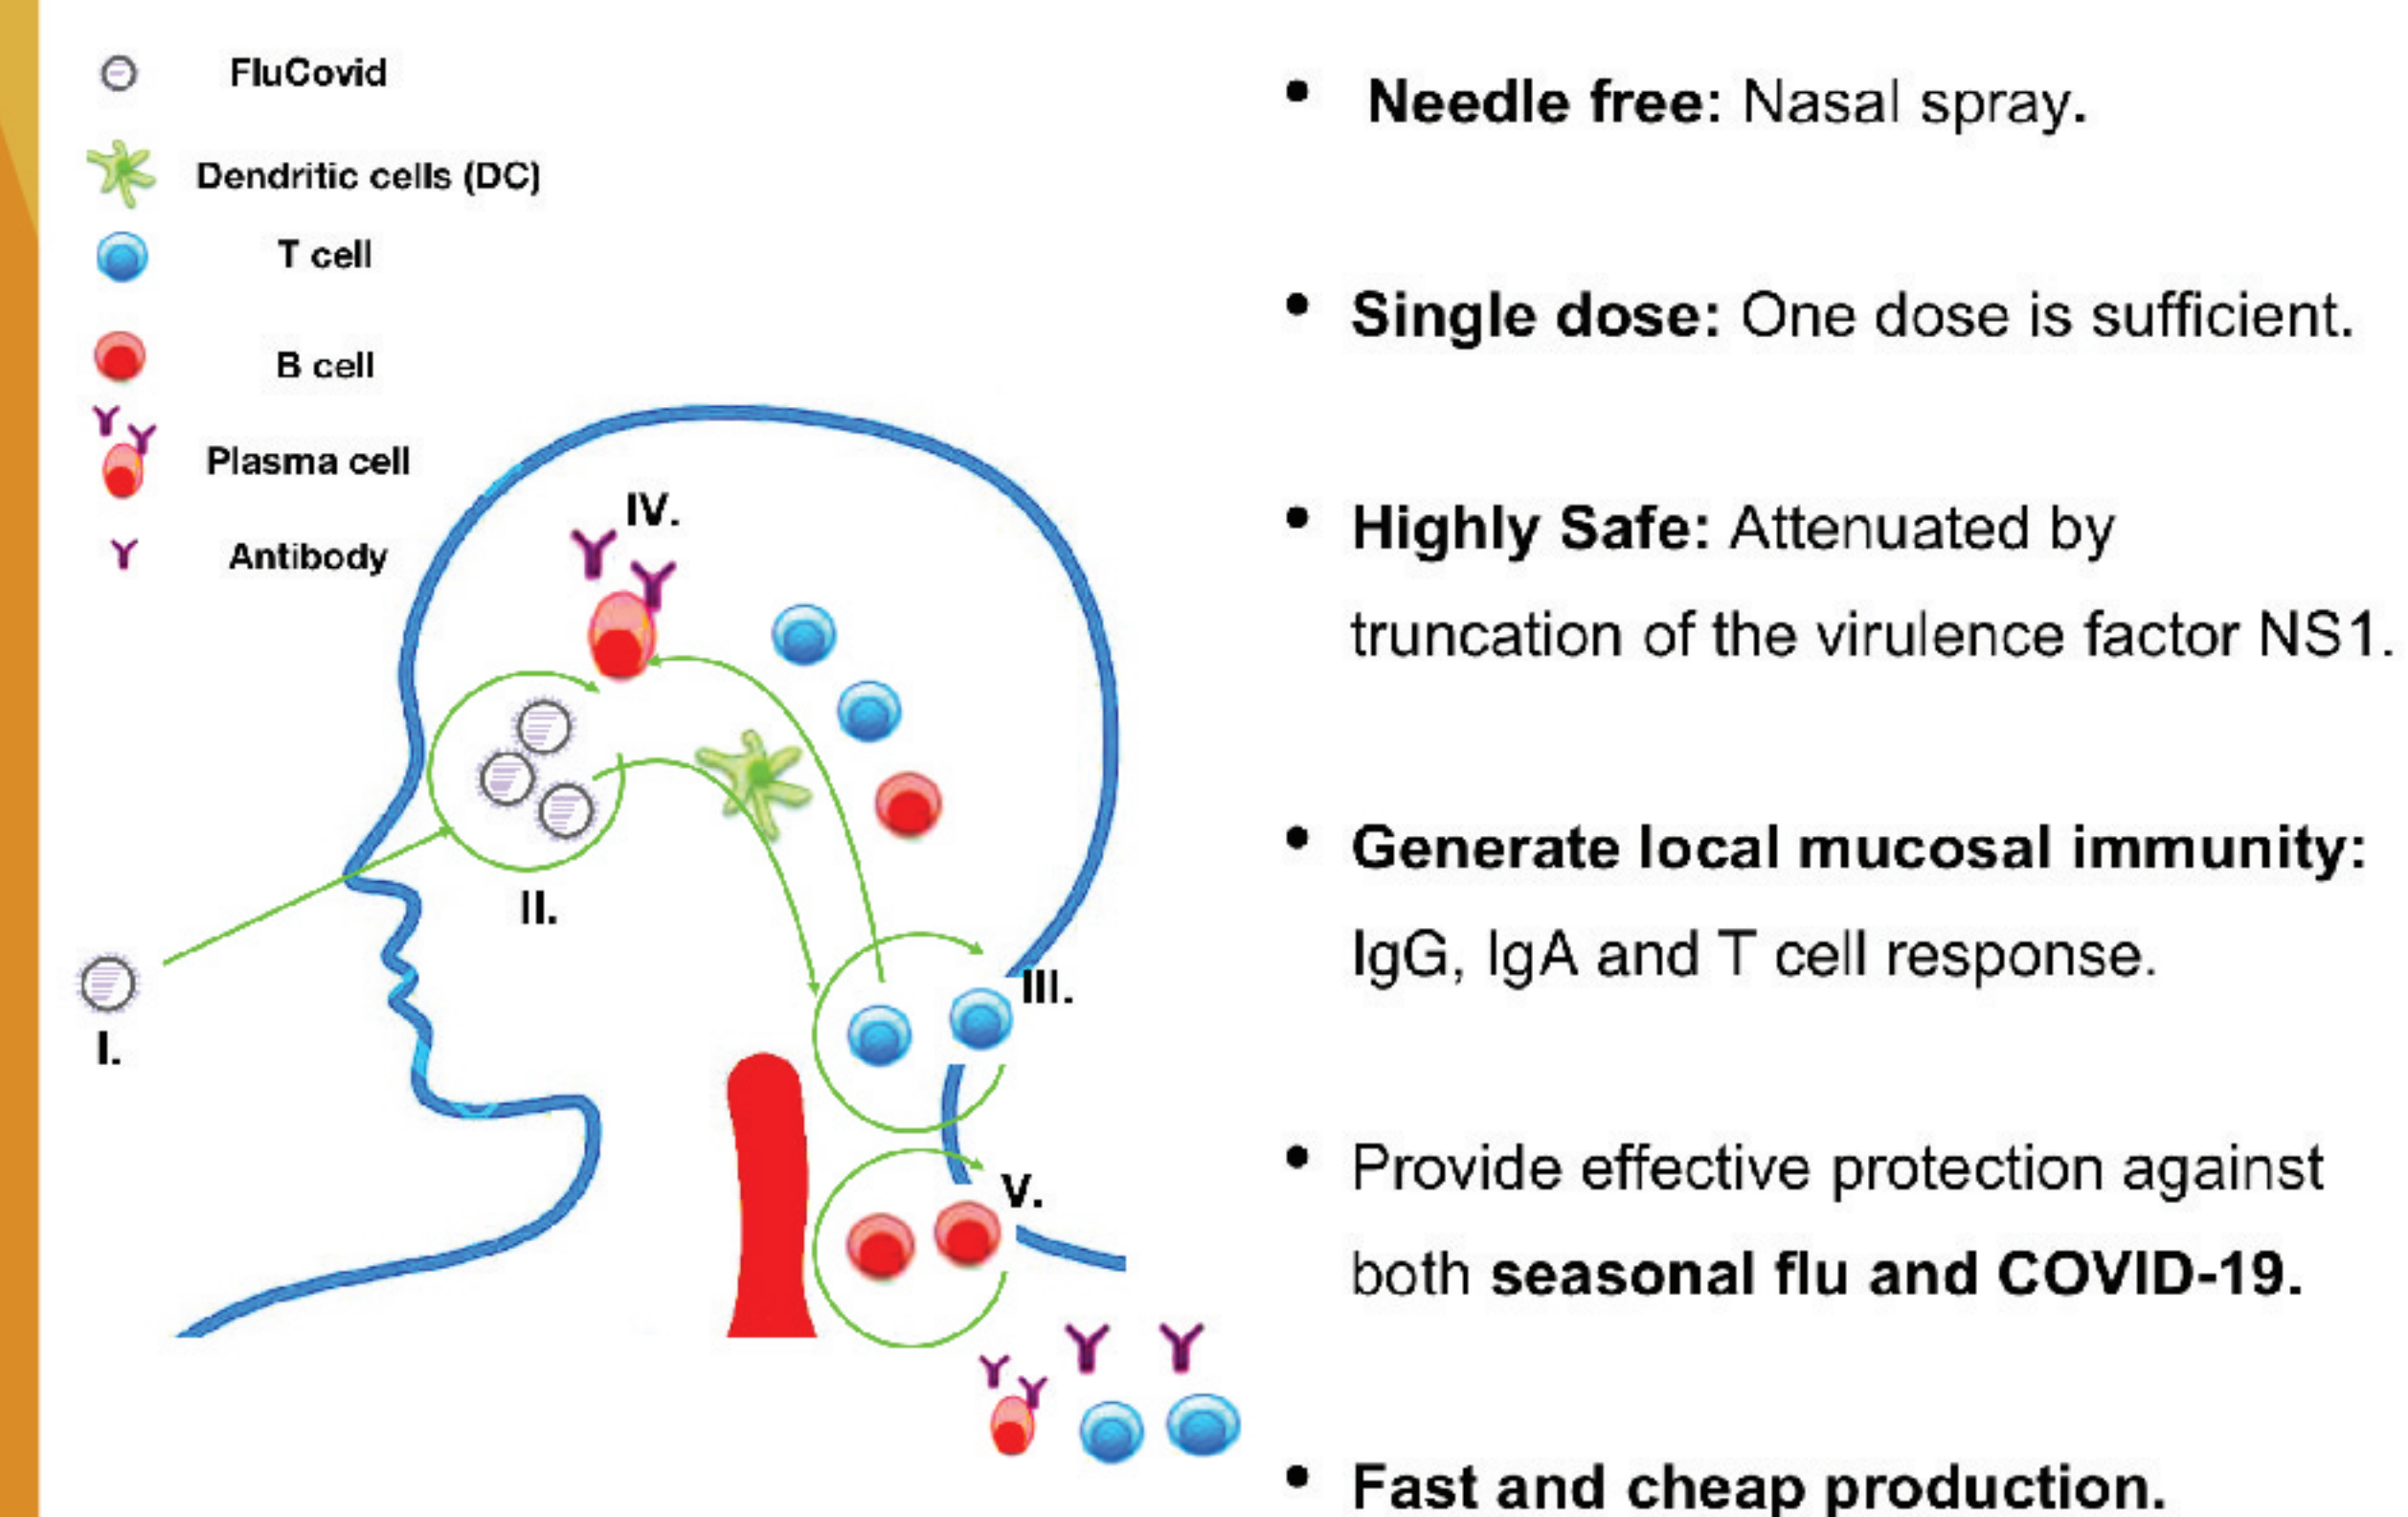 FluCovid
Dendritic cells (DC)
T cell
B cell
Plasma cell
Antibody
IV.
II.
III.
I.
V.
• Needle free: Nasal spray.
• Single dose: One dose is sufficient.
• Highly Safe: Attenuated by
truncation of the virulence factor NS1.
• Generate local mucosal immunity:
IgG, IgA and T cell response.
• Provide effective protection against
both seasonal flu and COVID-19.
• Fast and cheap production.